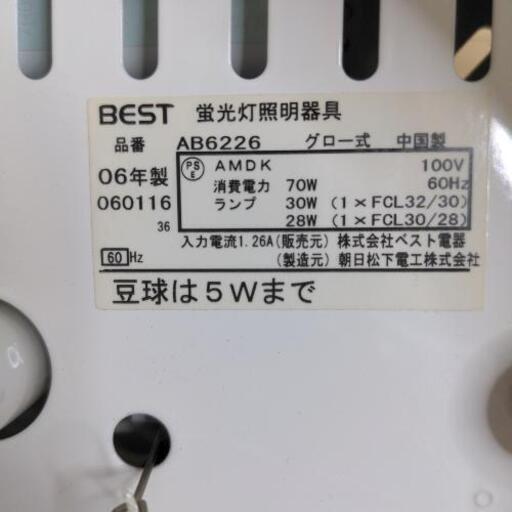 BEST 蛍光灯照明器具
品番 AB6226 グロー式 中国製
06年製
060116
36
PS
E
AMDK 100V
消費電力 70W 60Hz
ランプ 30W (1×FCL32/30)
28W (1×FCL30/28)
入力電流1.26A(販売元) 株式会社ベスト電器
60 Hz
(製造元) 朝日松下電工株式会社
豆球は5Wまで